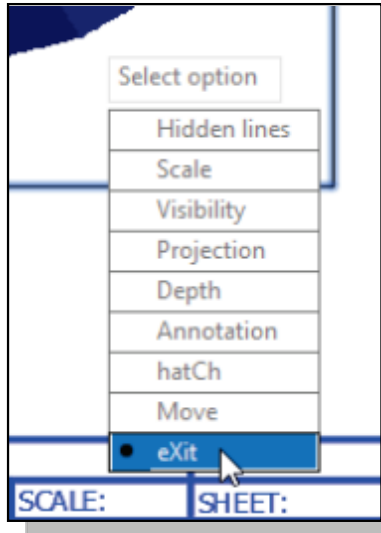 Select option
Hidden lines
Scale
Visibility
Projection
Depth
Annotation
hatCh
Move
eXit
SCALE: SHEET: